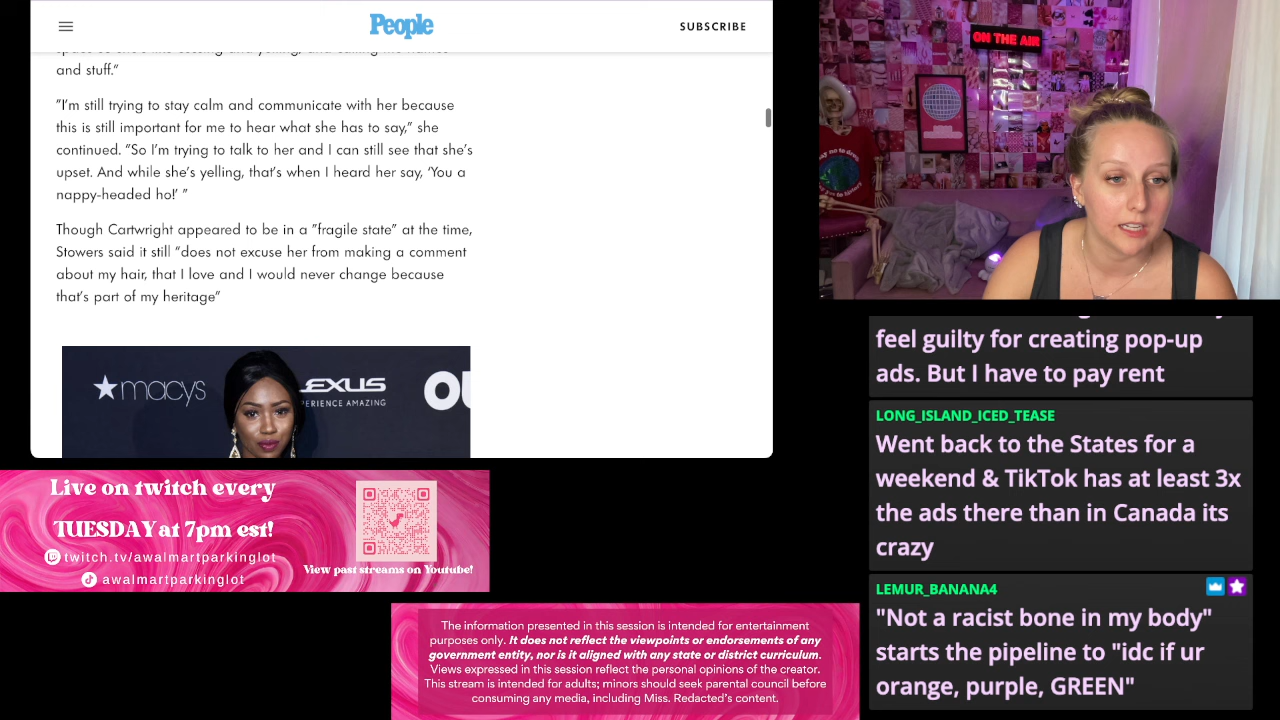 People
SUBSCRIBE
and stuff.”
”I’m still trying to stay calm and communicate with her because
this is still important for me to hear what she has to say,” she
continued. ”So I’m trying to talk to her and I can still see that she’s
upset. And while she’s yelling, that’s when I heard her say, ‘You a
nappy-headed ho!’ ”
Though Cartwright appeared to be in a ”fragile state” at the time,
Stowers said it still “does not excuse her from making a comment
about my hair, that I love and I would never change because
that’s part of my heritage”
macys
LEXUS
EXPERIENCE AMAZING
OU
ON THE AIR
feel guilty for creating pop-up
ads. But I have to pay rent
LONG_ISLAND_ICED_TEASE
Went back to the States for a
weekend & TikTok has at least 3x
the ads there than in Canada its
crazy
LEMUR_BANANA4
"Not a racist bone in my body"
starts the pipeline to "idc if ur
orange, purple, GREEN"
Live on twitch every
TUESDAY at 7pm est!
twitch.tv/awalmartparkinglot
awalmartparkinglot
View past streams on Youtube!
The information presented in this session is intended for entertainment
purposes only. It does not reflect the viewpoints or endorsements of any
government entity, nor is it aligned with any state or district curriculum.
Views expressed in this session reflect the personal opinions of the creator.
This stream is intended for adults; minors should seek parental council before
consuming any media, including Miss. Redacted's content.